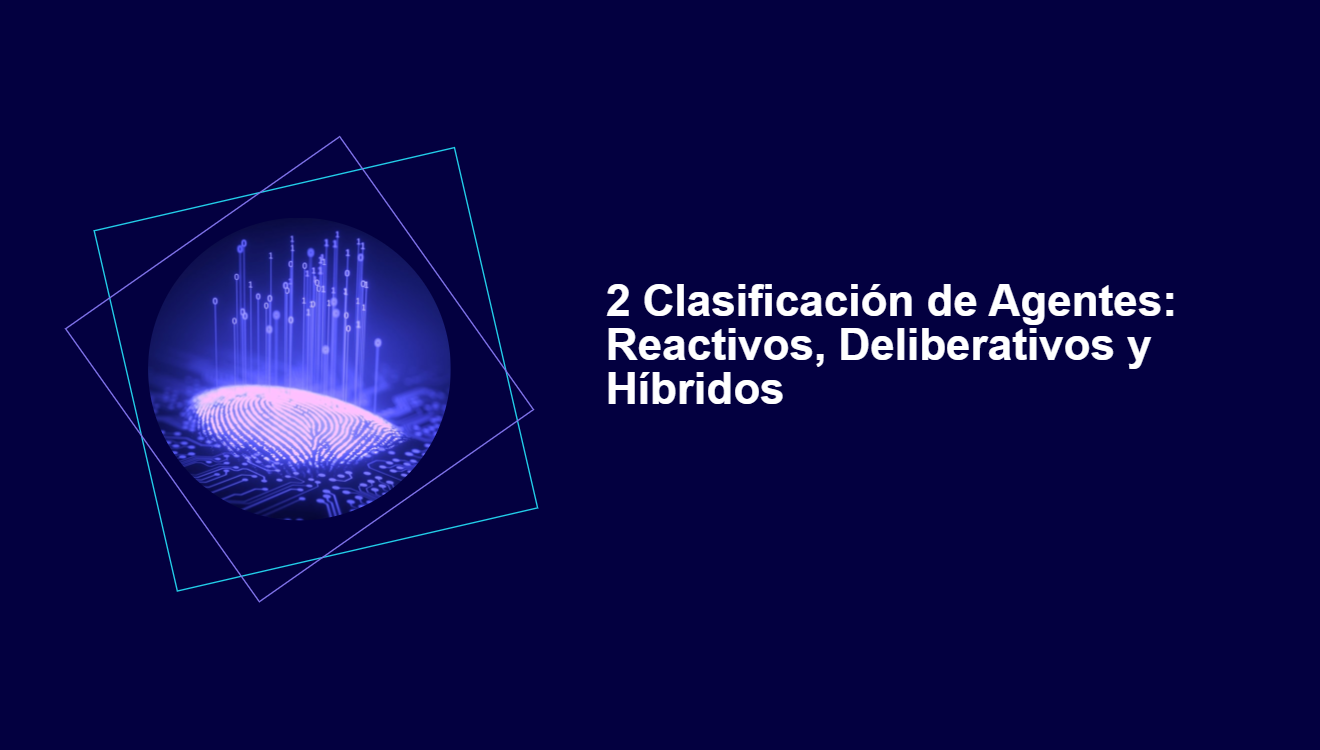 2 Clasificación de Agentes:
Reactivos, Deliberativos y
Híbridos